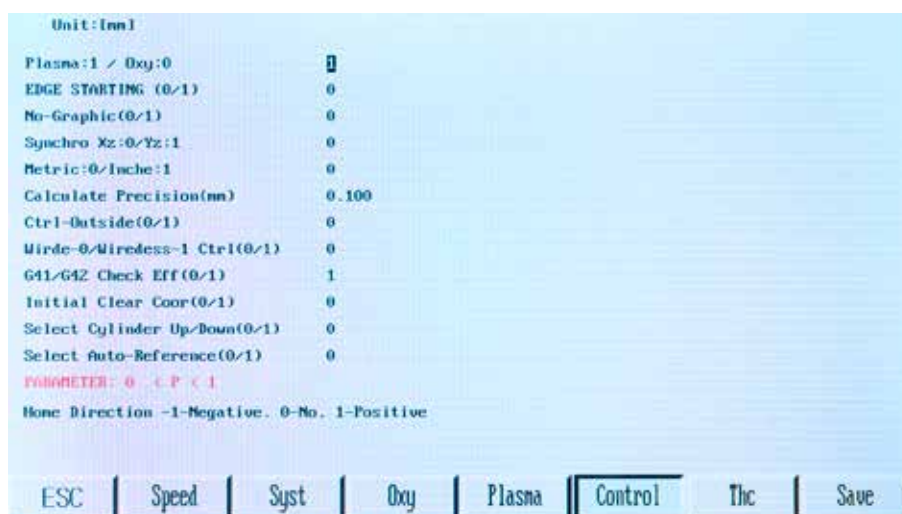 Unit:[mm]
Plasma:1 / Oxy:0 1
EDGE STARTING (0/1) 0
No-Graphic(0/1) 0
Synchro Xz:0/Yz:1 0
Metric:0/Inche:1 0
Calculate Precision(mm) 0.100
Ctrl-Outside(0/1) 0
Wirde-0/Wiredess-1 Ctrl(0/1) 0
G41/G42 Check Eff(0/1) 1
Initial Clear Coor(0/1) 0
Select Cylinder Up/Down(0/1) 0
Select Auto-Reference(0/1) 0
PARAMETER: 0 < P < 1
Home Direction -1-Negative. 0-No. 1-Positive
ESC Speed Syst Oxy Plasma Control Thc Save